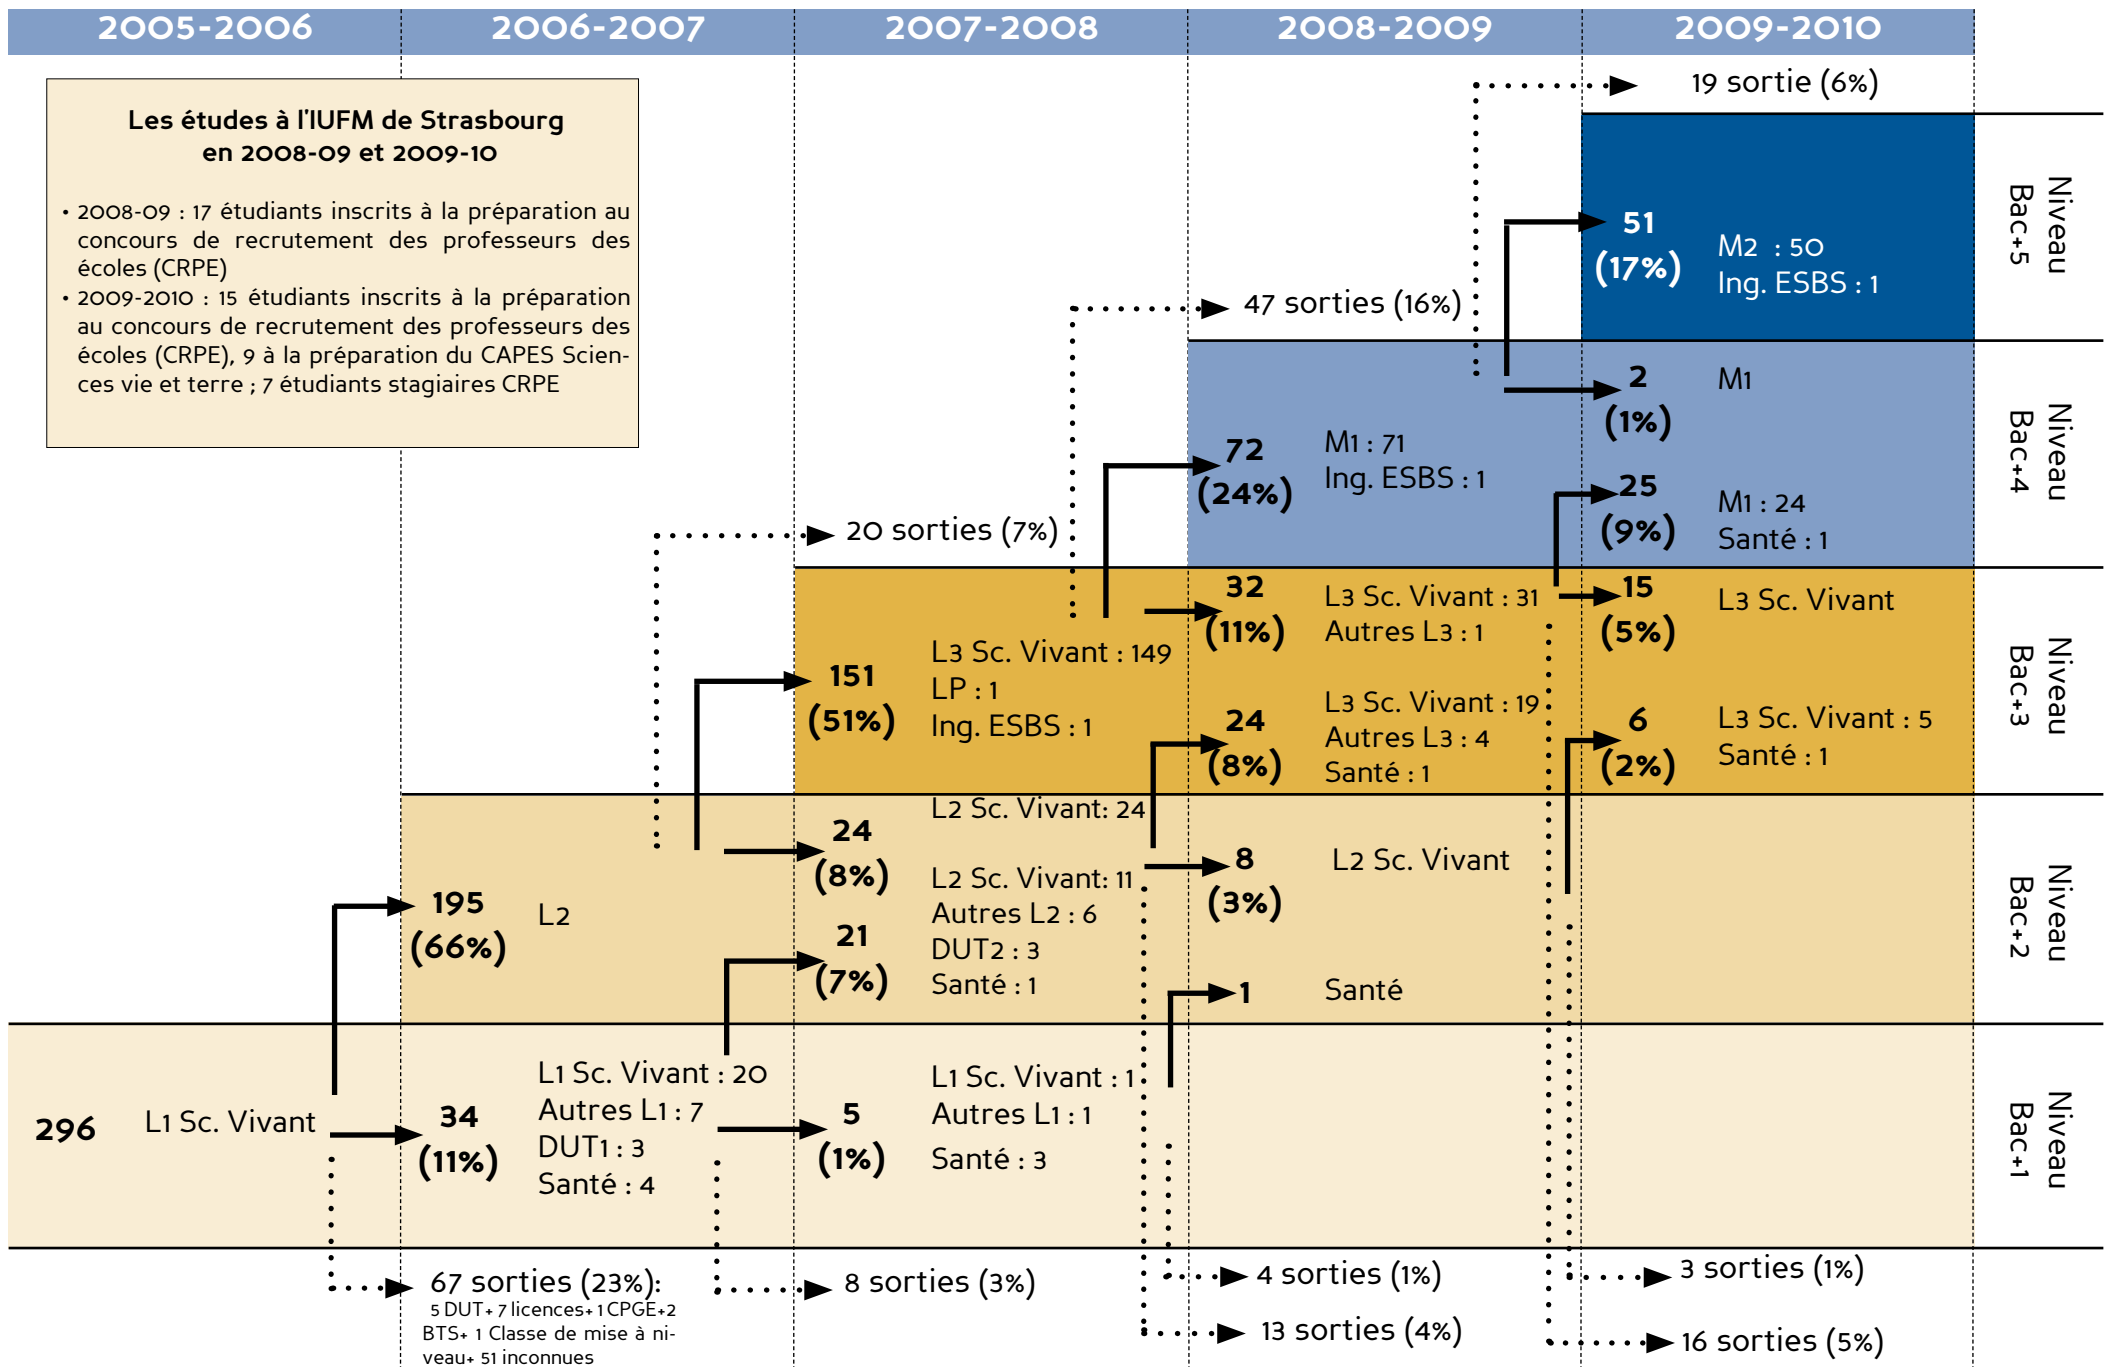 2005-2006
2006-2007
2007-2008
2008-2009
2009-2010
Les études à l'IUFM de Strasbourg
en 2008-09 et 2009-10
• 2008-09 : 17 étudiants inscrits à la préparation au
concours de recrutement des professeurs des
écoles (CRPE)
• 2009-2010 : 15 étudiants inscrits à la préparation
au concours de recrutement des professeurs des
écoles (CRPE), 9 à la préparation du CAPES Scien-
ces vie et terre ; 7 étudiants stagiaires CRPE
19 sortie (6%)
51
(17%)
M2 : 50
Ing. ESBS : 1
Niveau
Bac+5
47 sorties (16%)
72
(24%)
M1 : 71
Ing. ESBS : 1
2
(1%)
M1
25
(9%)
M1 : 24
Santé : 1
Niveau
Bac+4
20 sorties (7%)
151
(51%)
L3 Sc. Vivant : 149
LP : 1
Ing. ESBS : 1
32
(11%)
L3 Sc. Vivant : 31
Autres L3 : 1
24
(8%)
L3 Sc. Vivant : 19
Autres L3 : 4
Santé : 1
15
(5%)
L3 Sc. Vivant
6
(2%)
L3 Sc. Vivant : 5
Santé : 1
Niveau
Bac+3
195
(66%)
L2
24
(8%)
L2 Sc. Vivant: 24
21
(7%)
L2 Sc. Vivant: 11
Autres L2 : 6
DUT2 : 3
Santé : 1
8
(3%)
L2 Sc. Vivant
1
Santé
Niveau
Bac+2
296
L1 Sc. Vivant
34
(11%)
L1 Sc. Vivant : 20
Autres L1 : 7
DUT1 : 3
Santé : 4
5
(1%)
L1 Sc. Vivant : 1
Autres L1 : 1
Santé : 3
Niveau
Bac+1
67 sorties (23%):
5 DUT+ 7 licences+ 1 CPGE+2
BTS+ 1 Classe de mise à ni-
veau+ 51 inconnues
8 sorties (3%)
4 sorties (1%)
13 sorties (4%)
3 sorties (1%)
16 sorties (5%)